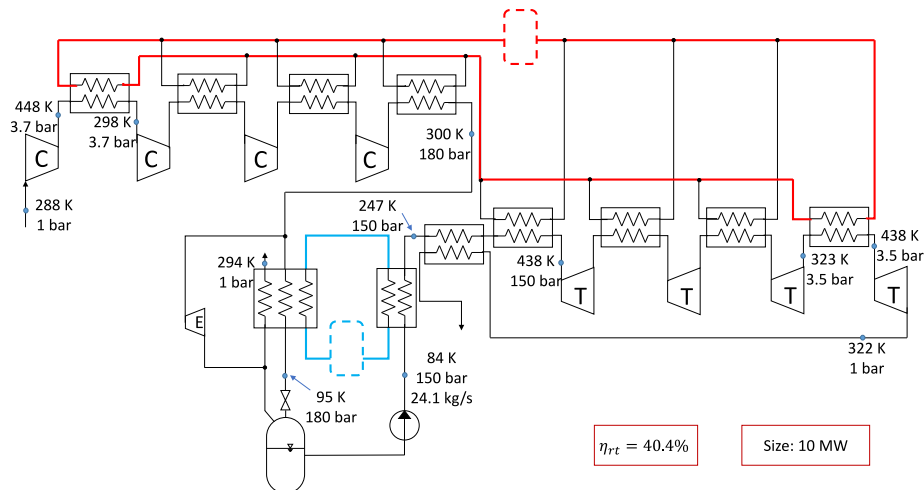 448 K
3.7 bar
298 K
3.7 bar
C
C
C
C
300 K
180 bar
288 K
1 bar
247 K
150 bar
438 K
150 bar
323 K
3.5 bar
438 K
3.5 bar
T
T
T
T
294 K
1 bar
E
84 K
150 bar
24.1 kg/s
322 K
1 bar
95 K
180 bar
η_rt = 40.4%
Size: 10 MW